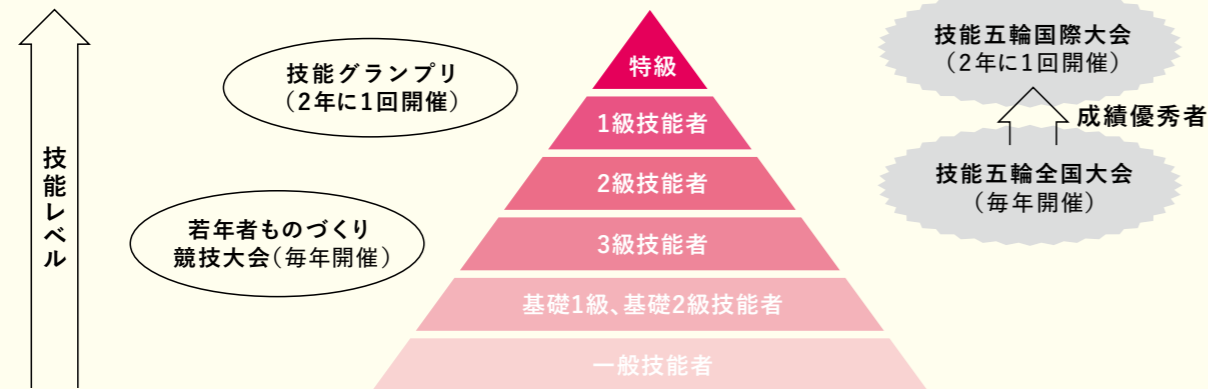 技能レベル
技能グランプリ
（2年に1回開催）
若年者ものづくり
競技大会（毎年開催）
特級
1級技能者
2級技能者
3級技能者
基礎1級、基礎2級技能者
一般技能者
技能五輪国際大会
（2年に1回開催）
成績優秀者
技能五輪全国大会
（毎年開催）